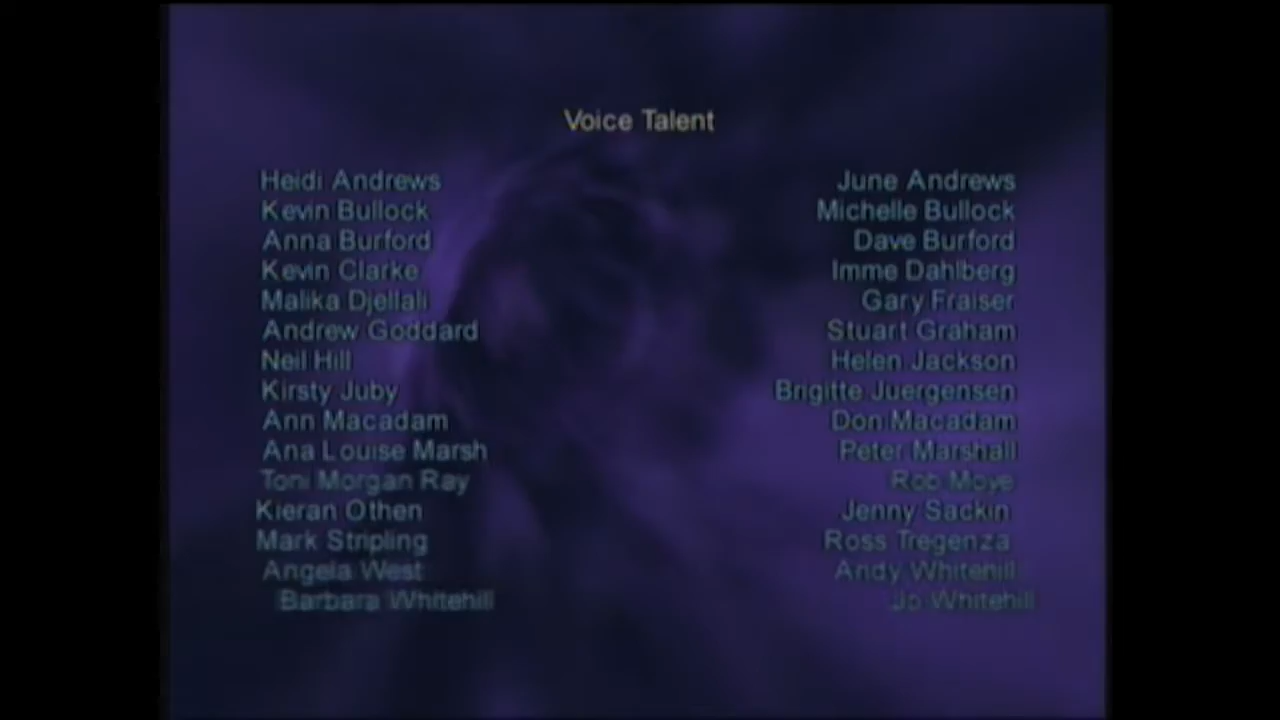 Voice Talent
Heidi Andrews June Andrews
Kevin Bullock Michelle Bullock
Anna Burford Dave Burford
Kevin Clarke Imme Dahlberg
Malika Djellali Gary Fraiser
Andrew Goddard Stuart Graham
Neil Hill Helen Jackson
Kirsty Juby Brigitte Juergensen
Ann Macadam Don Macadam
Ana Louise Marsh Peter Marshall
Toni Morgan Ray Rob Moye
Kieran Othen Jenny Sackin
Mark Stripling Ross Tregenza
Angela West Andy Whitehill
Barbara Whitehill Jo Whitehill